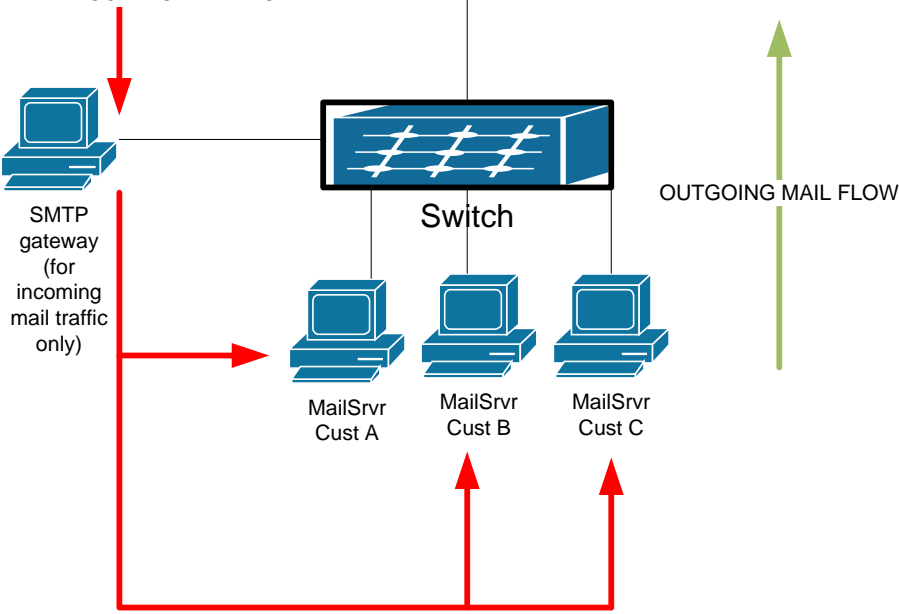 SMTP
gateway
(for
incoming
mail traffic
only)
Switch
OUTGOING MAIL FLOW
MailSrvr
Cust A
MailSrvr
Cust B
MailSrvr
Cust C